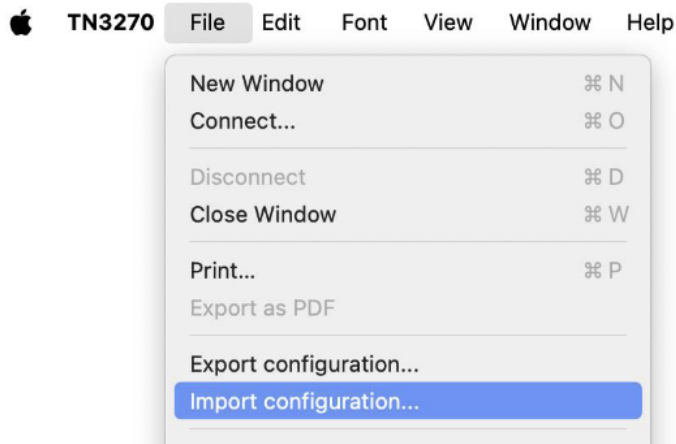 TN3270 File Edit Font View Window Help
New Window ⌘ N
Connect... ⌘ O
Disconnect ⌘ D
Close Window ⌘ W
Print... ⌘ P
Export as PDF
Export configuration...
Import configuration...